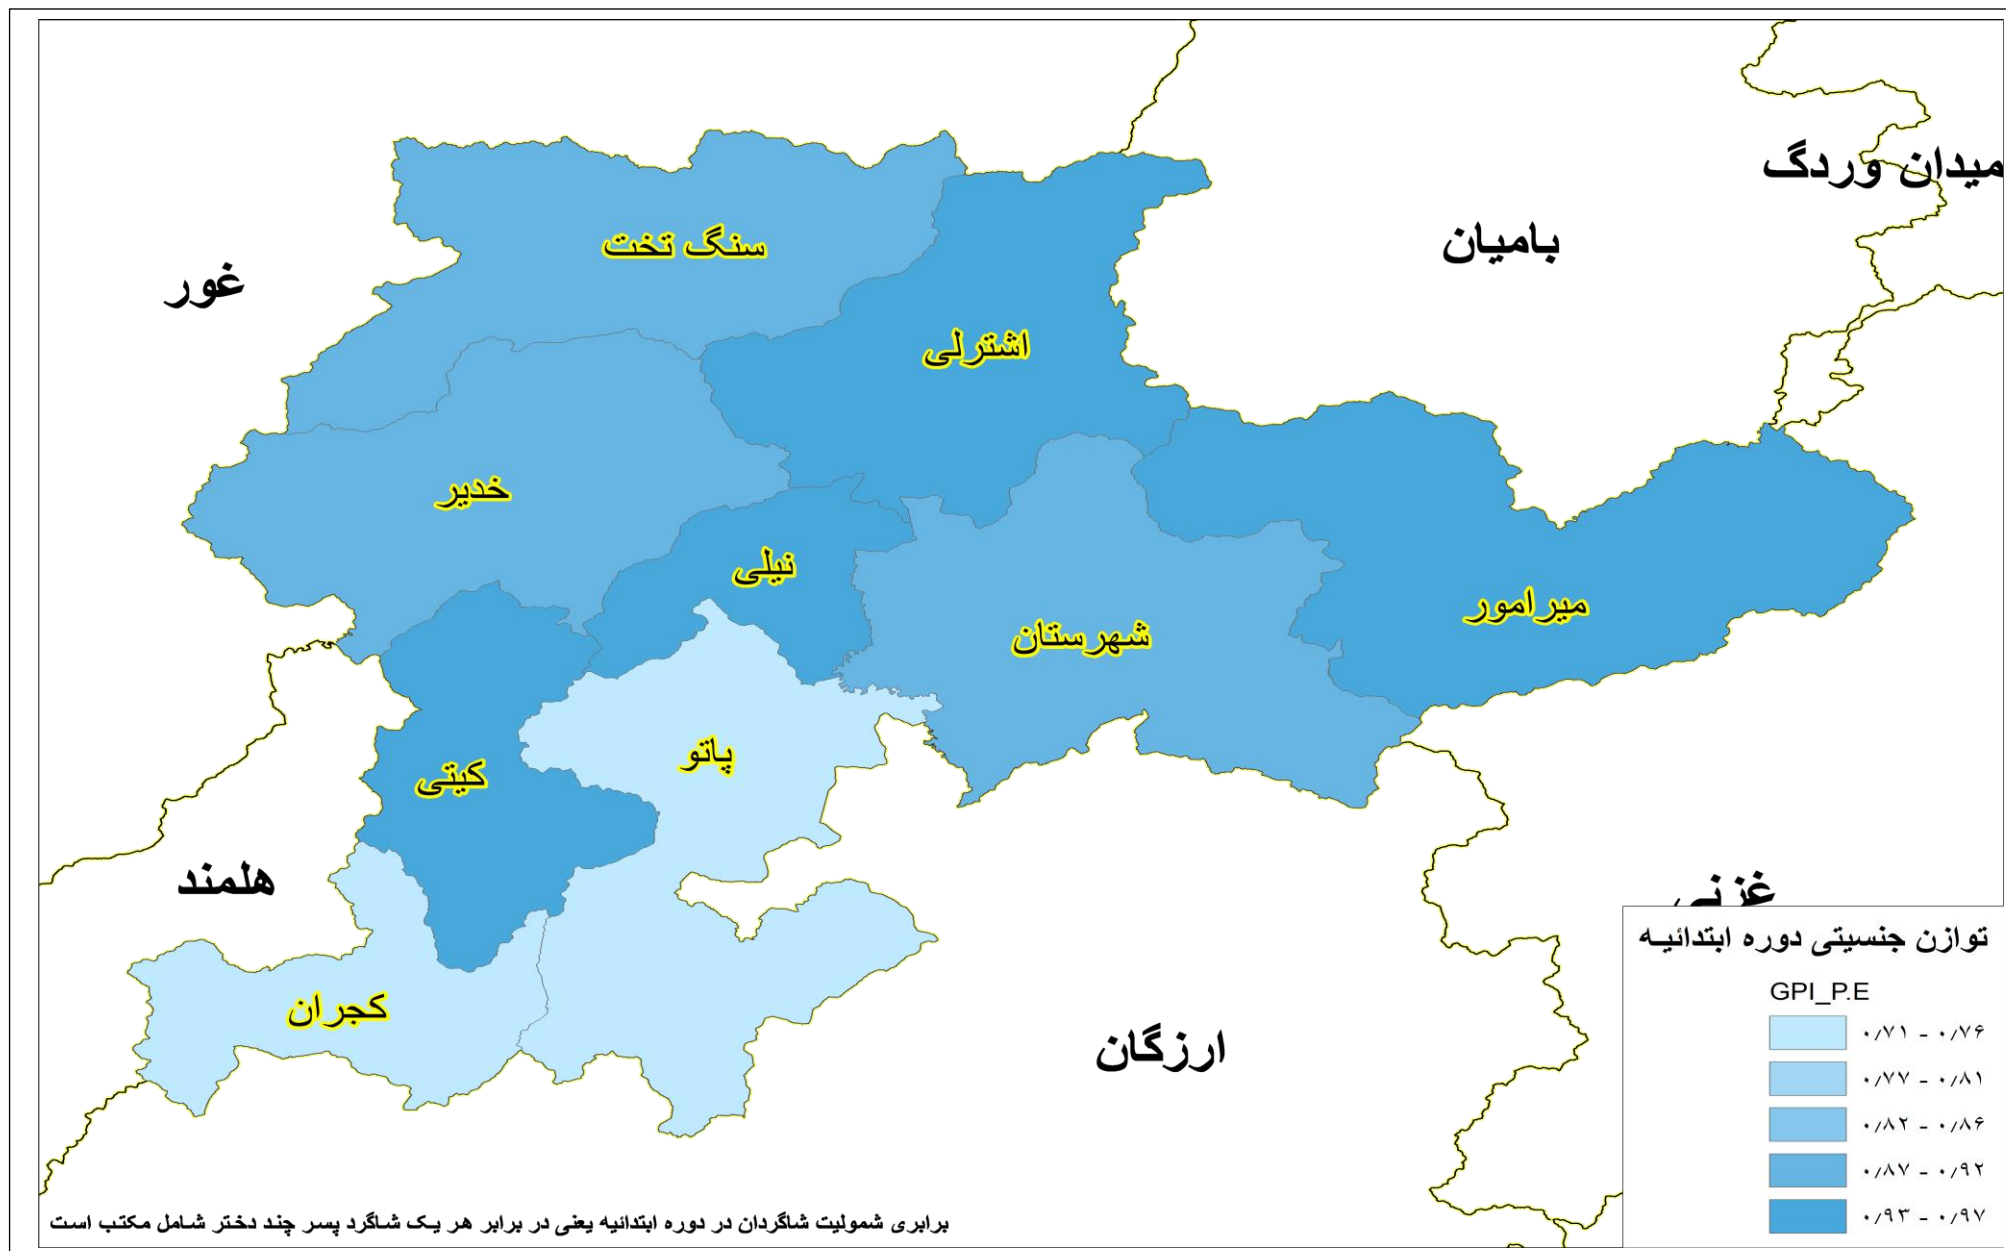 میدان وردگ
بامیان
سنگ تخت
غور
اشترلی
خدیر
نیلی
میرامور
شهرستان
پاتو
کیتی
هلمند
غزنی
کجران
ارزگان
توازن جنسیتی دوره ابتدائیه
GPI_P.E
۰٫۷۱ - ۰٫۷۶
۰٫۷۷ - ۰٫۸۱
۰٫۸۲ - ۰٫۸۶
۰٫۸۷ - ۰٫۹۲
۰٫۹۳ - ۰٫۹۷
برابری شمولیت شاگردان در دوره ابتدائیه یعنی در برابر هر یک شاگرد پسر چند دختر شامل مکتب است